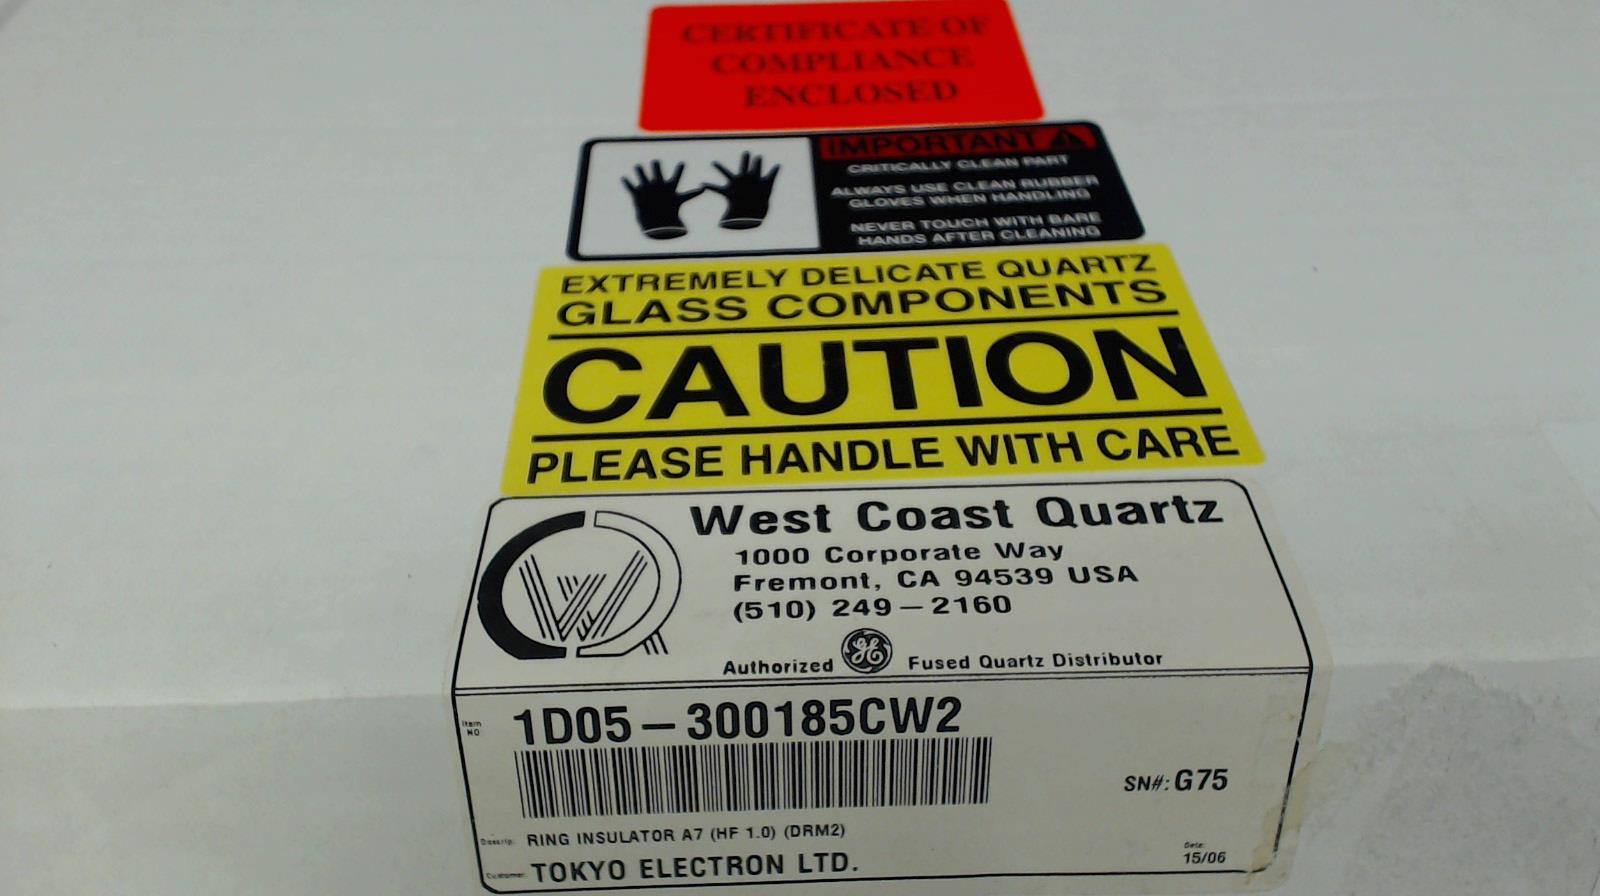 CERTIFICATE OF
COMPLIANCE
ENCLOSED
IMPORTANT
CRITICALLY CLEAN PART
ALWAYS USE CLEAN RUBBER
GLOVES WHEN HANDLING
NEVER TOUCH WITH BARE
HANDS AFTER CLEANING
EXTREMELY DELICATE QUARTZ
GLASS COMPONENTS
CAUTION
PLEASE HANDLE WITH CARE
West Coast Quartz
1000 Corporate Way
Fremont, CA 94539 USA
(510) 249-2160
Authorized GE Fused Quartz Distributor
Item NO 1D05-300185CW2
SN#: G75
Descrip: RING INSULATOR A7 (HF 1.0) (DRM2)
Customer: TOKYO ELECTRON LTD.
Date:
15/06